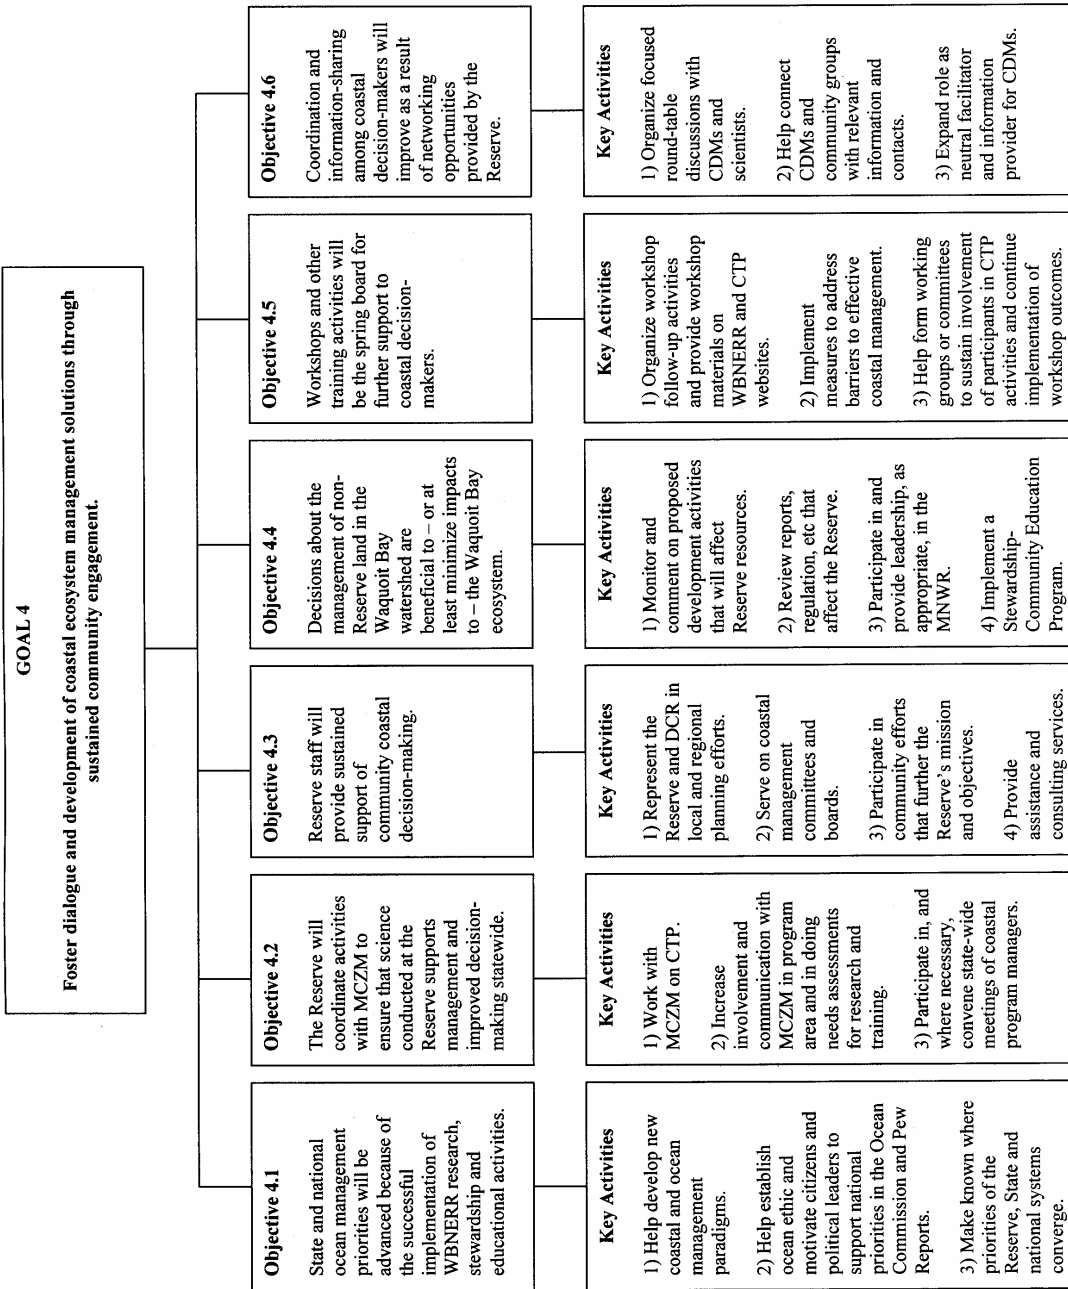 GOAL 4
Foster dialogue and development of coastal ecosystem management solutions through
sustained community engagement.
Objective 4.1
State and national
ocean management
priorities will be
advanced because of
the successful
implementation of
WBNERR research,
stewardship and
educational activities.
Key Activities
1) Help develop new
coastal and ocean
management
paradigms.
2) Help establish
ocean ethic and
motivate citizens and
political leaders to
support national
priorities in the Ocean
Commission and Pew
Reports.
3) Make known where
priorities of the
Reserve, State and
national systems
converge.
Objective 4.2
The Reserve will
coordinate activities
with MCZM to
ensure that science
conducted at the
Reserve supports
management and
improved decision-
making statewide.
Key Activities
1) Work with
MCZM on CTP.
2) Increase
involvement and
communication with
MCZM in program
area and in doing
needs assessments
for research and
training.
3) Participate in, and
where necessary,
convene state-wide
meetings of coastal
program managers.
Objective 4.3
Reserve staff will
provide sustained
support of
community coastal
decision-making.
Key Activities
1) Represent the
Reserve and DCR in
local and regional
planning efforts.
2) Serve on coastal
management
committees and
boards.
3) Participate in
community efforts
that further the
Reserve's mission
and objectives.
4) Provide
assistance and
consulting services.
Objective 4.4
Decisions about the
management of non-
Reserve land in the
Waquoit Bay
watershed are
beneficial to – or at
least minimize impacts
to – the Waquoit Bay
ecosystem.
Key Activities
1) Monitor and
comment on proposed
development activities
that will affect
Reserve resources.
2) Review reports,
regulation, etc that
affect the Reserve.
3) Participate in and
provide leadership, as
appropriate, in the
MNWR.
4) Implement a
Stewardship-
Community Education
Program.
Objective 4.5
Workshops and other
training activities will
be the spring board for
further support to
coastal decision-
makers.
Key Activities
1) Organize workshop
follow-up activities
and provide workshop
materials on
WBNERR and CTP
websites.
2) Implement
measures to address
barriers to effective
coastal management.
3) Help form working
groups or committees
to sustain involvement
of participants in CTP
activities and continue
implementation of
workshop outcomes.
Objective 4.6
Coordination and
information-sharing
among coastal
decision-makers will
improve as a result
of networking
opportunities
provided by the
Reserve.
Key Activities
1) Organize focused
round-table
discussions with
CDMs and
scientists.
2) Help connect
CDMs and
community groups
with relevant
information and
contacts.
3) Expand role as
neutral facilitator
and information
provider for CDMs.